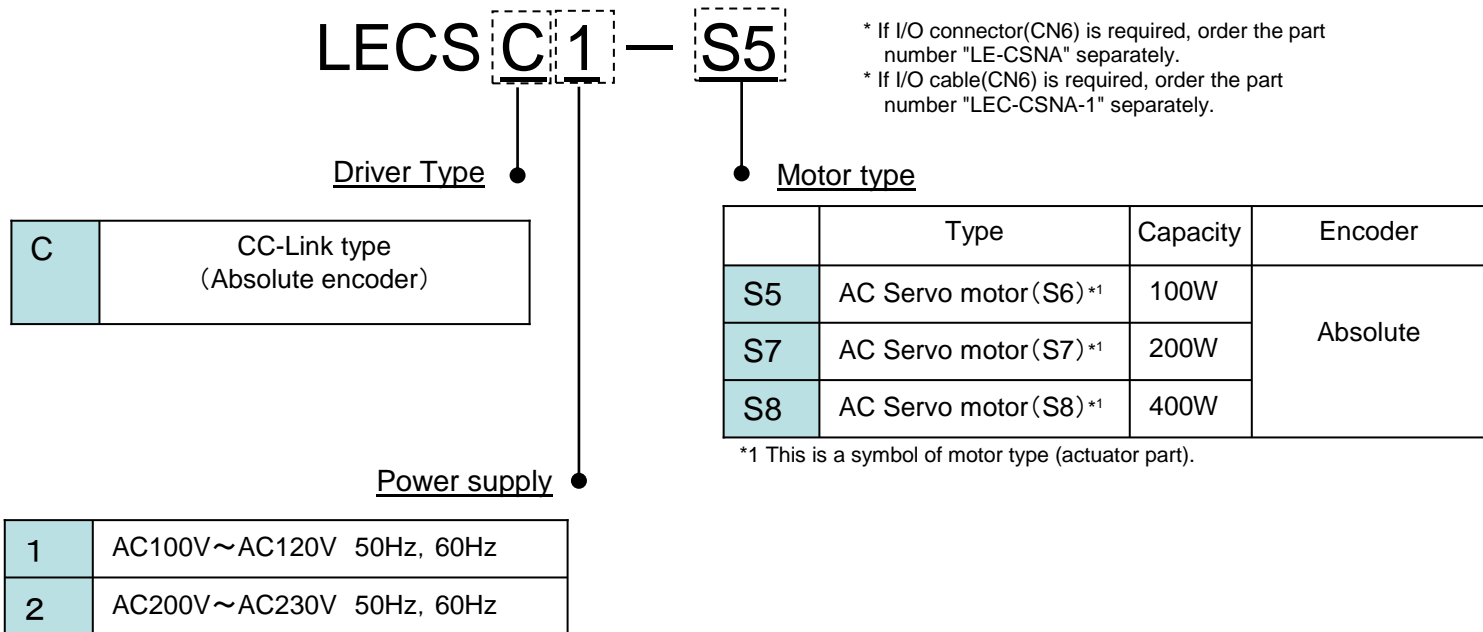 LECS C 1 － S5
* If I/O connector(CN6) is required, order the part
number "LE-CSNA" separately.
* If I/O cable(CN6) is required, order the part
number "LEC-CSNA-1" separately.
Driver Type
C CC-Link type
（Absolute encoder）
Motor type
Type Capacity Encoder
S5 AC Servo motor（S6）*1 100W
Absolute
S7 AC Servo motor（S7）*1 200W
S8 AC Servo motor（S8）*1 400W
*1 This is a symbol of motor type (actuator part).
Power supply
1 AC100V～AC120V 50Hz, 60Hz
2 AC200V～AC230V 50Hz, 60Hz